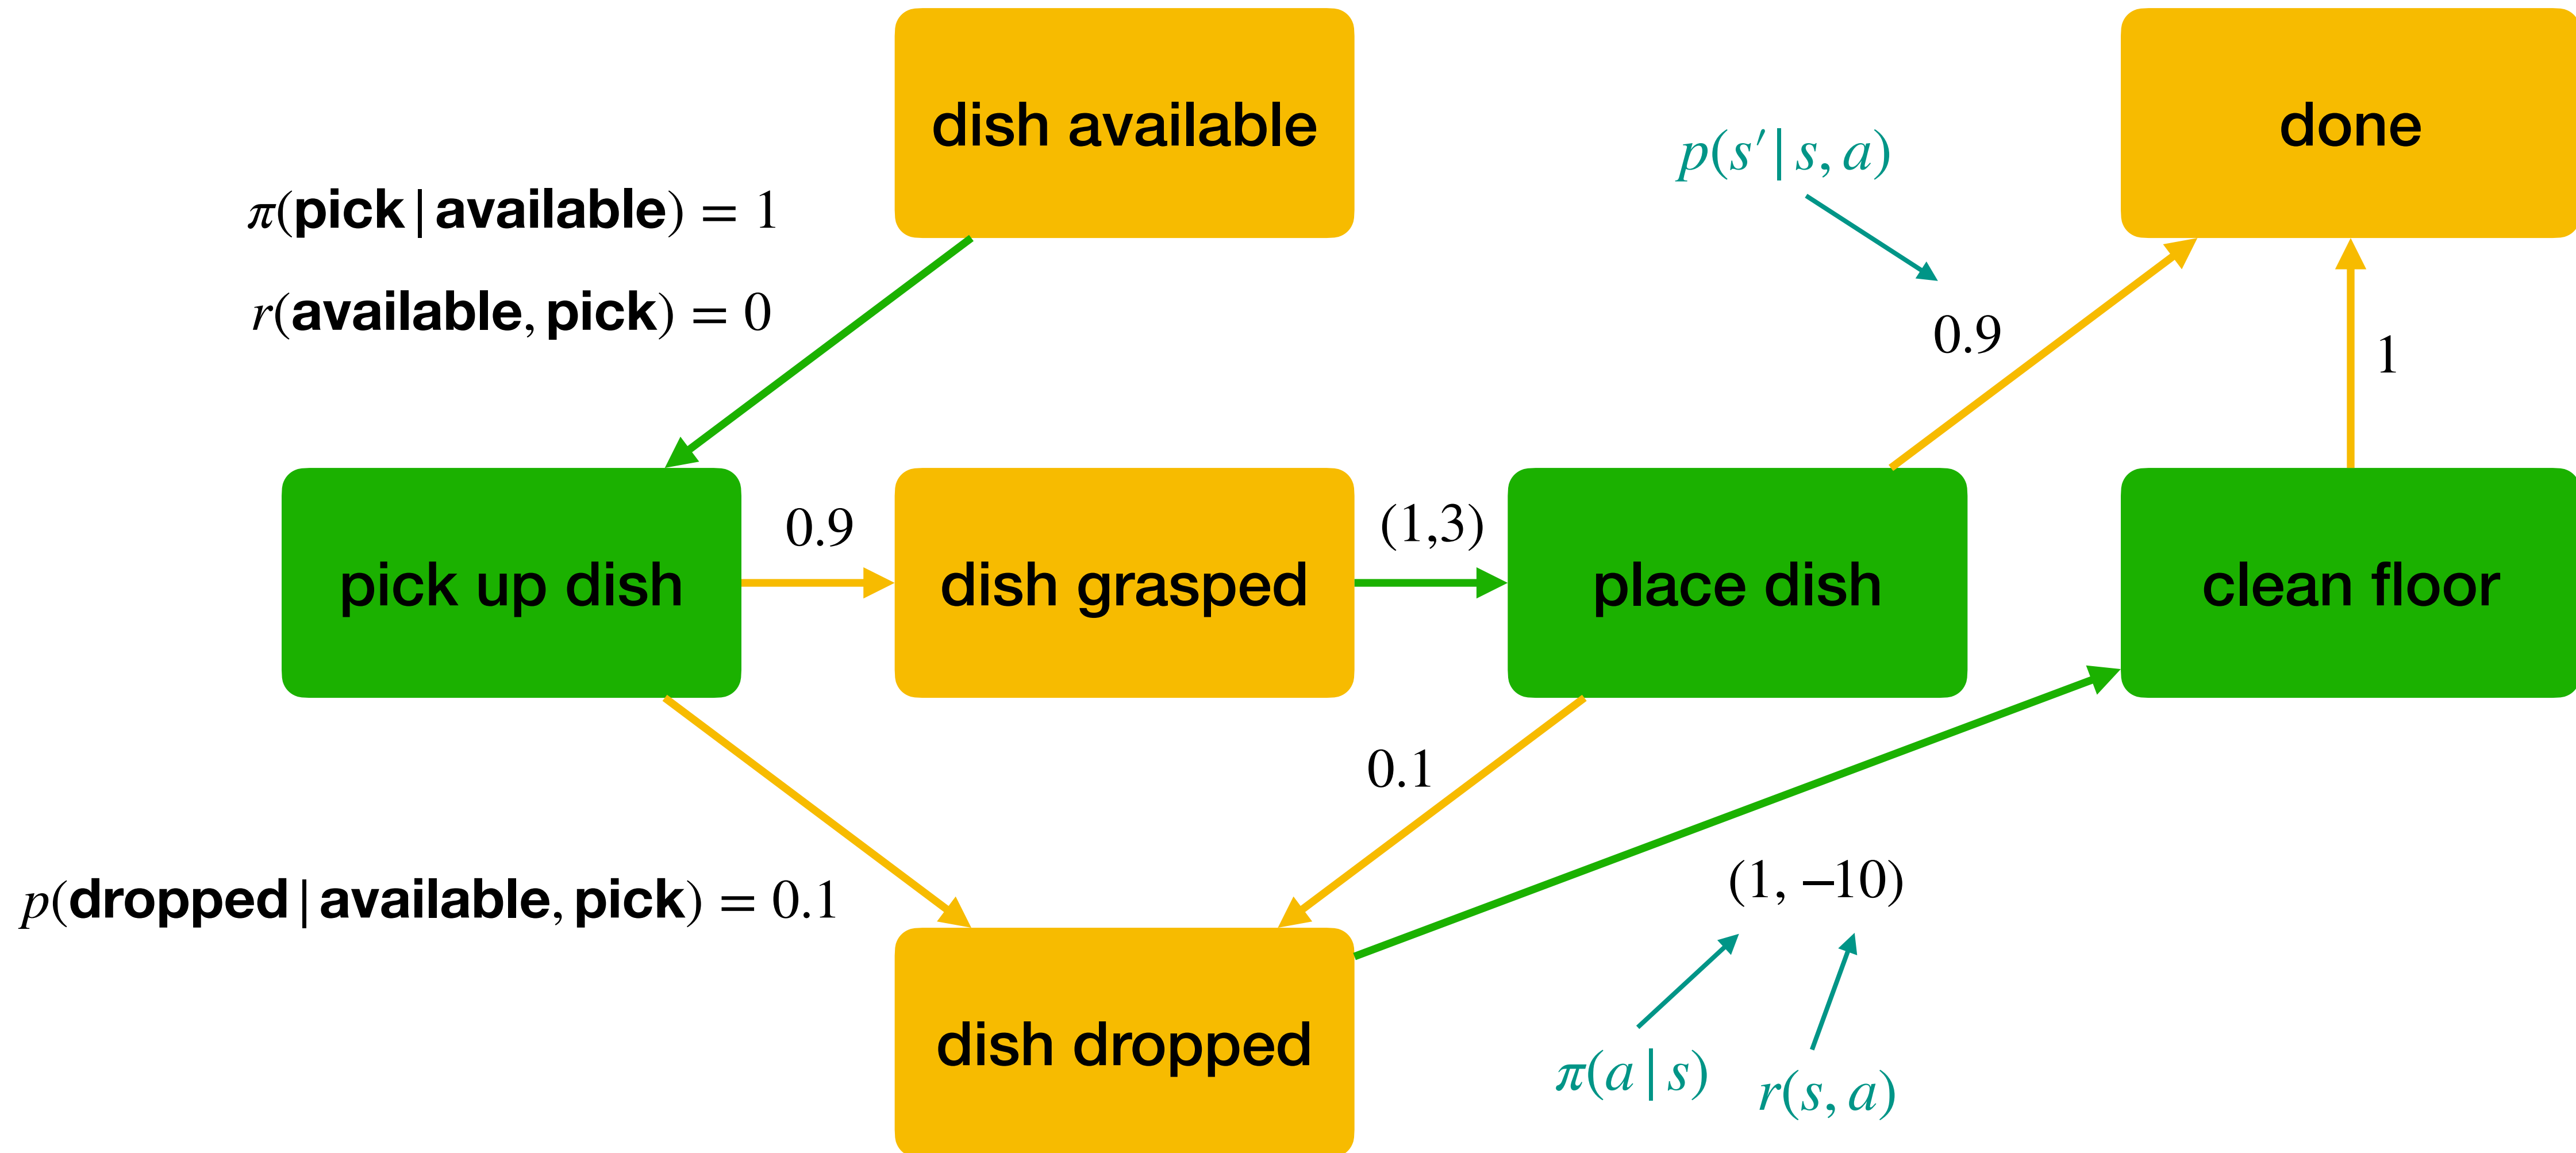 dish available
done
p(s′ | s, a)
π(pick | available) = 1
r(available, pick) = 0
0.9
1
pick up dish
0.9
dish grasped
(1,3)
place dish
clean floor
0.1
p(dropped | available, pick) = 0.1
(1, −10)
dish dropped
π(a | s)
r(s, a)